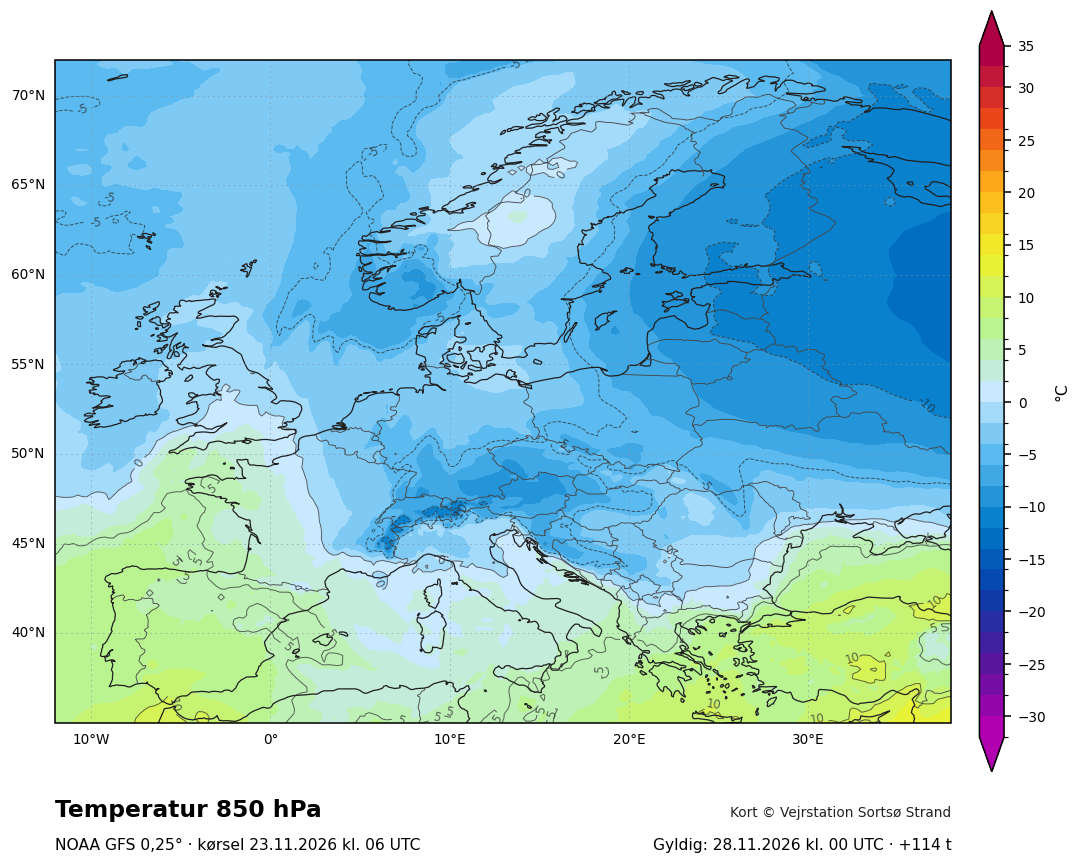 70°N
65°N
60°N
55°N
50°N
45°N
40°N
10°W
0°
10°E
20°E
30°E
35
30
25
20
15
10
5
0
−5
−10
−15
−20
−25
−30
°C
Temperatur 850 hPa
Kort © Vejrstation Sortsø Strand
NOAA GFS 0,25° · kørsel 23.11.2026 kl. 06 UTC
Gyldig: 28.11.2026 kl. 00 UTC · +114 t